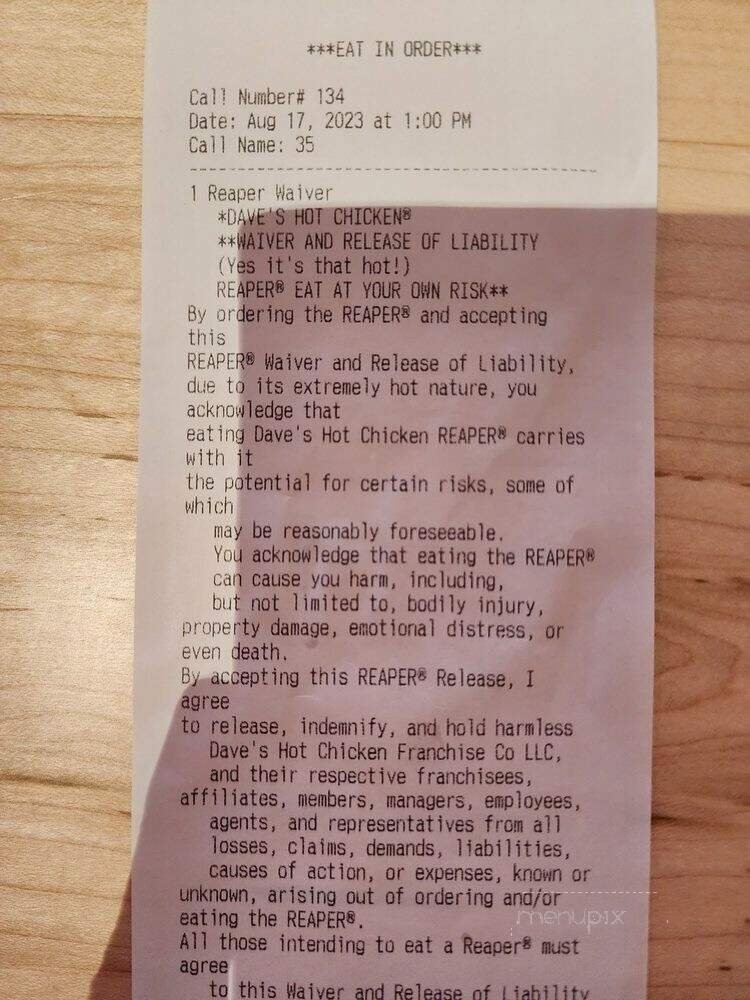 ***EAT IN ORDER***
Call Number# 134
Date: Aug 17, 2023 at 1:00 PM
Call Name: 35
1 Reaper Waiver
*DAVE'S HOT CHICKEN®
**WAIVER AND RELEASE OF LIABILITY
(Yes it's that hot!)
REAPER® EAT AT YOUR OWN RISK**
By ordering the REAPER® and accepting
this
REAPER® Waiver and Release of Liability,
due to its extremely hot nature, you
acknowledge that
eating Dave's Hot Chicken REAPER® carries
with it
the potential for certain risks, some of
which
may be reasonably foreseeable.
You acknowledge that eating the REAPER®
can cause you harm, including,
but not limited to, bodily injury,
property damage, emotional distress, or
even death.
By accepting this REAPER® Release, I
agree
to release, indemnify, and hold harmless
Dave's Hot Chicken Franchise Co LLC,
and their respective franchisees,
affiliates, members, managers, employees,
agents, and representatives from all
losses, claims, demands, liabilities,
causes of action, or expenses, known or
unknown, arising out of ordering and/or
eating the REAPER®.
menupix
All those intending to eat a Reaper® must
agree
to this Waiver and Release of Liability